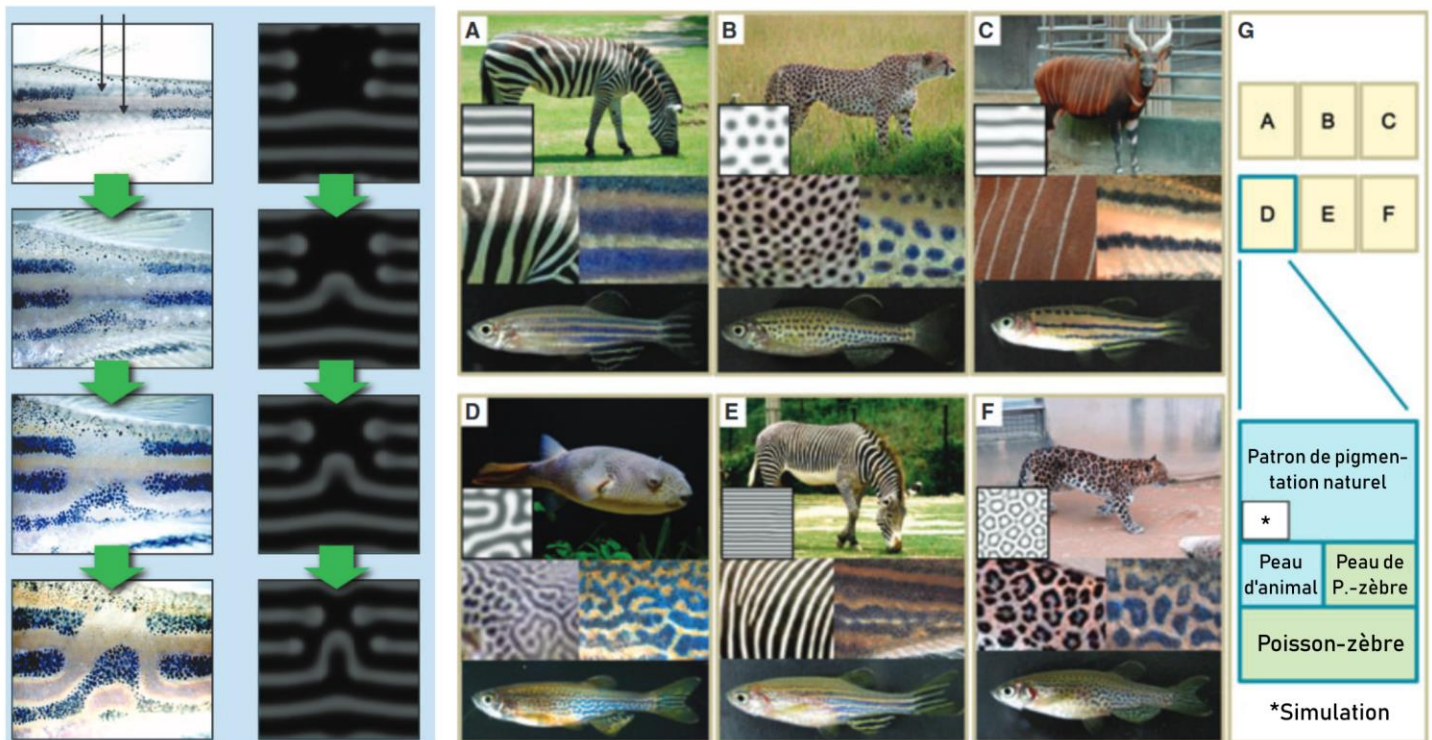 A
B
C
G
A B C
D E F
D
E
F
Patron de pigmen-
tation naturel
*
Peau
d'animal
Peau de
P.-zèbre
Poisson-zèbre
*Simulation